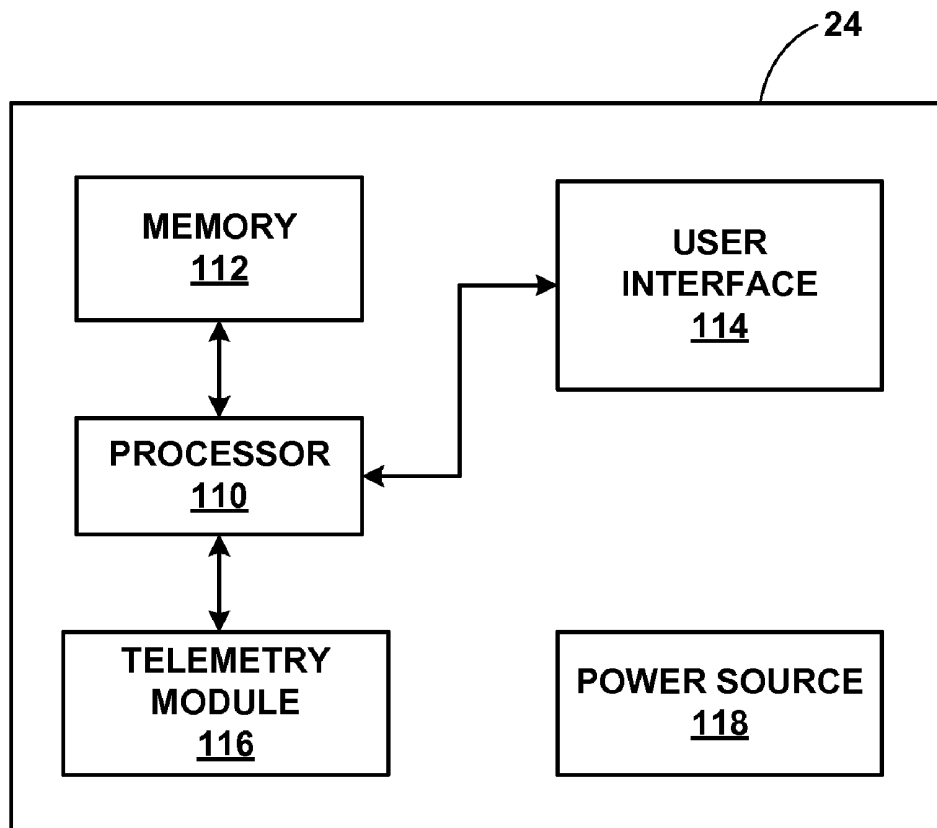 24
MEMORY
112
USER
INTERFACE
114
PROCESSOR
110
TELEMETRY
MODULE
116
POWER SOURCE
118